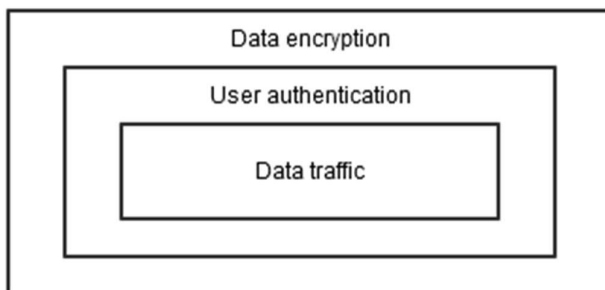 Data encryption
User authentication
Data traffic